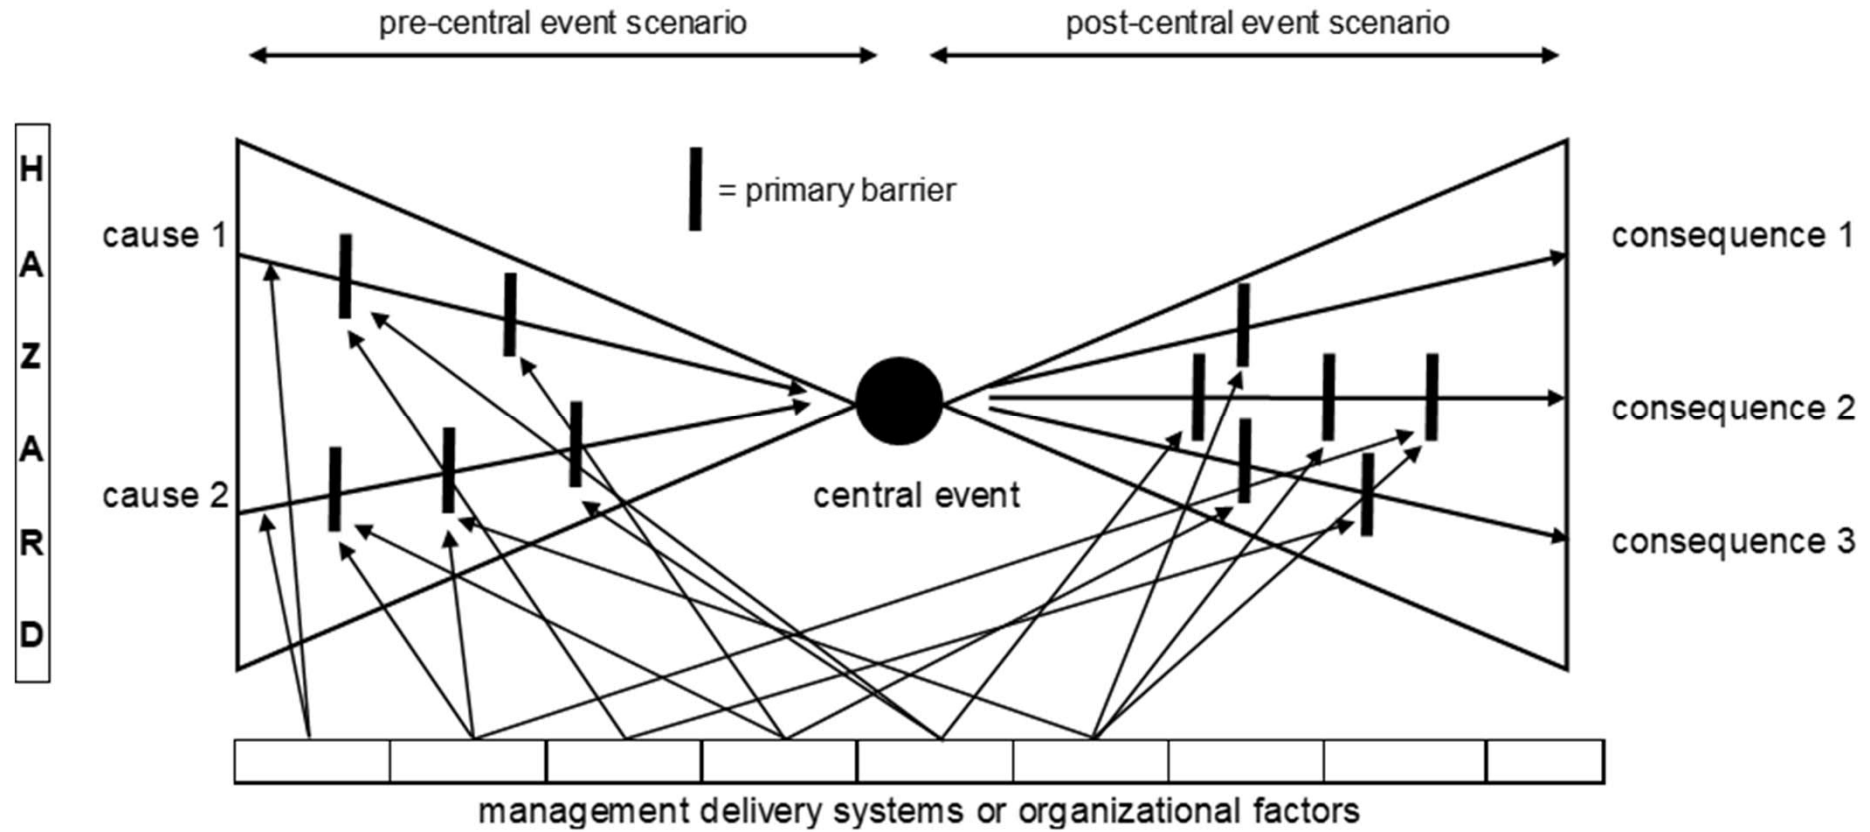 pre-central event scenario
post-central event scenario
HAZARD
= primary barrier
cause 1
consequence 1
consequence 2
cause 2
central event
consequence 3
management delivery systems or organizational factors